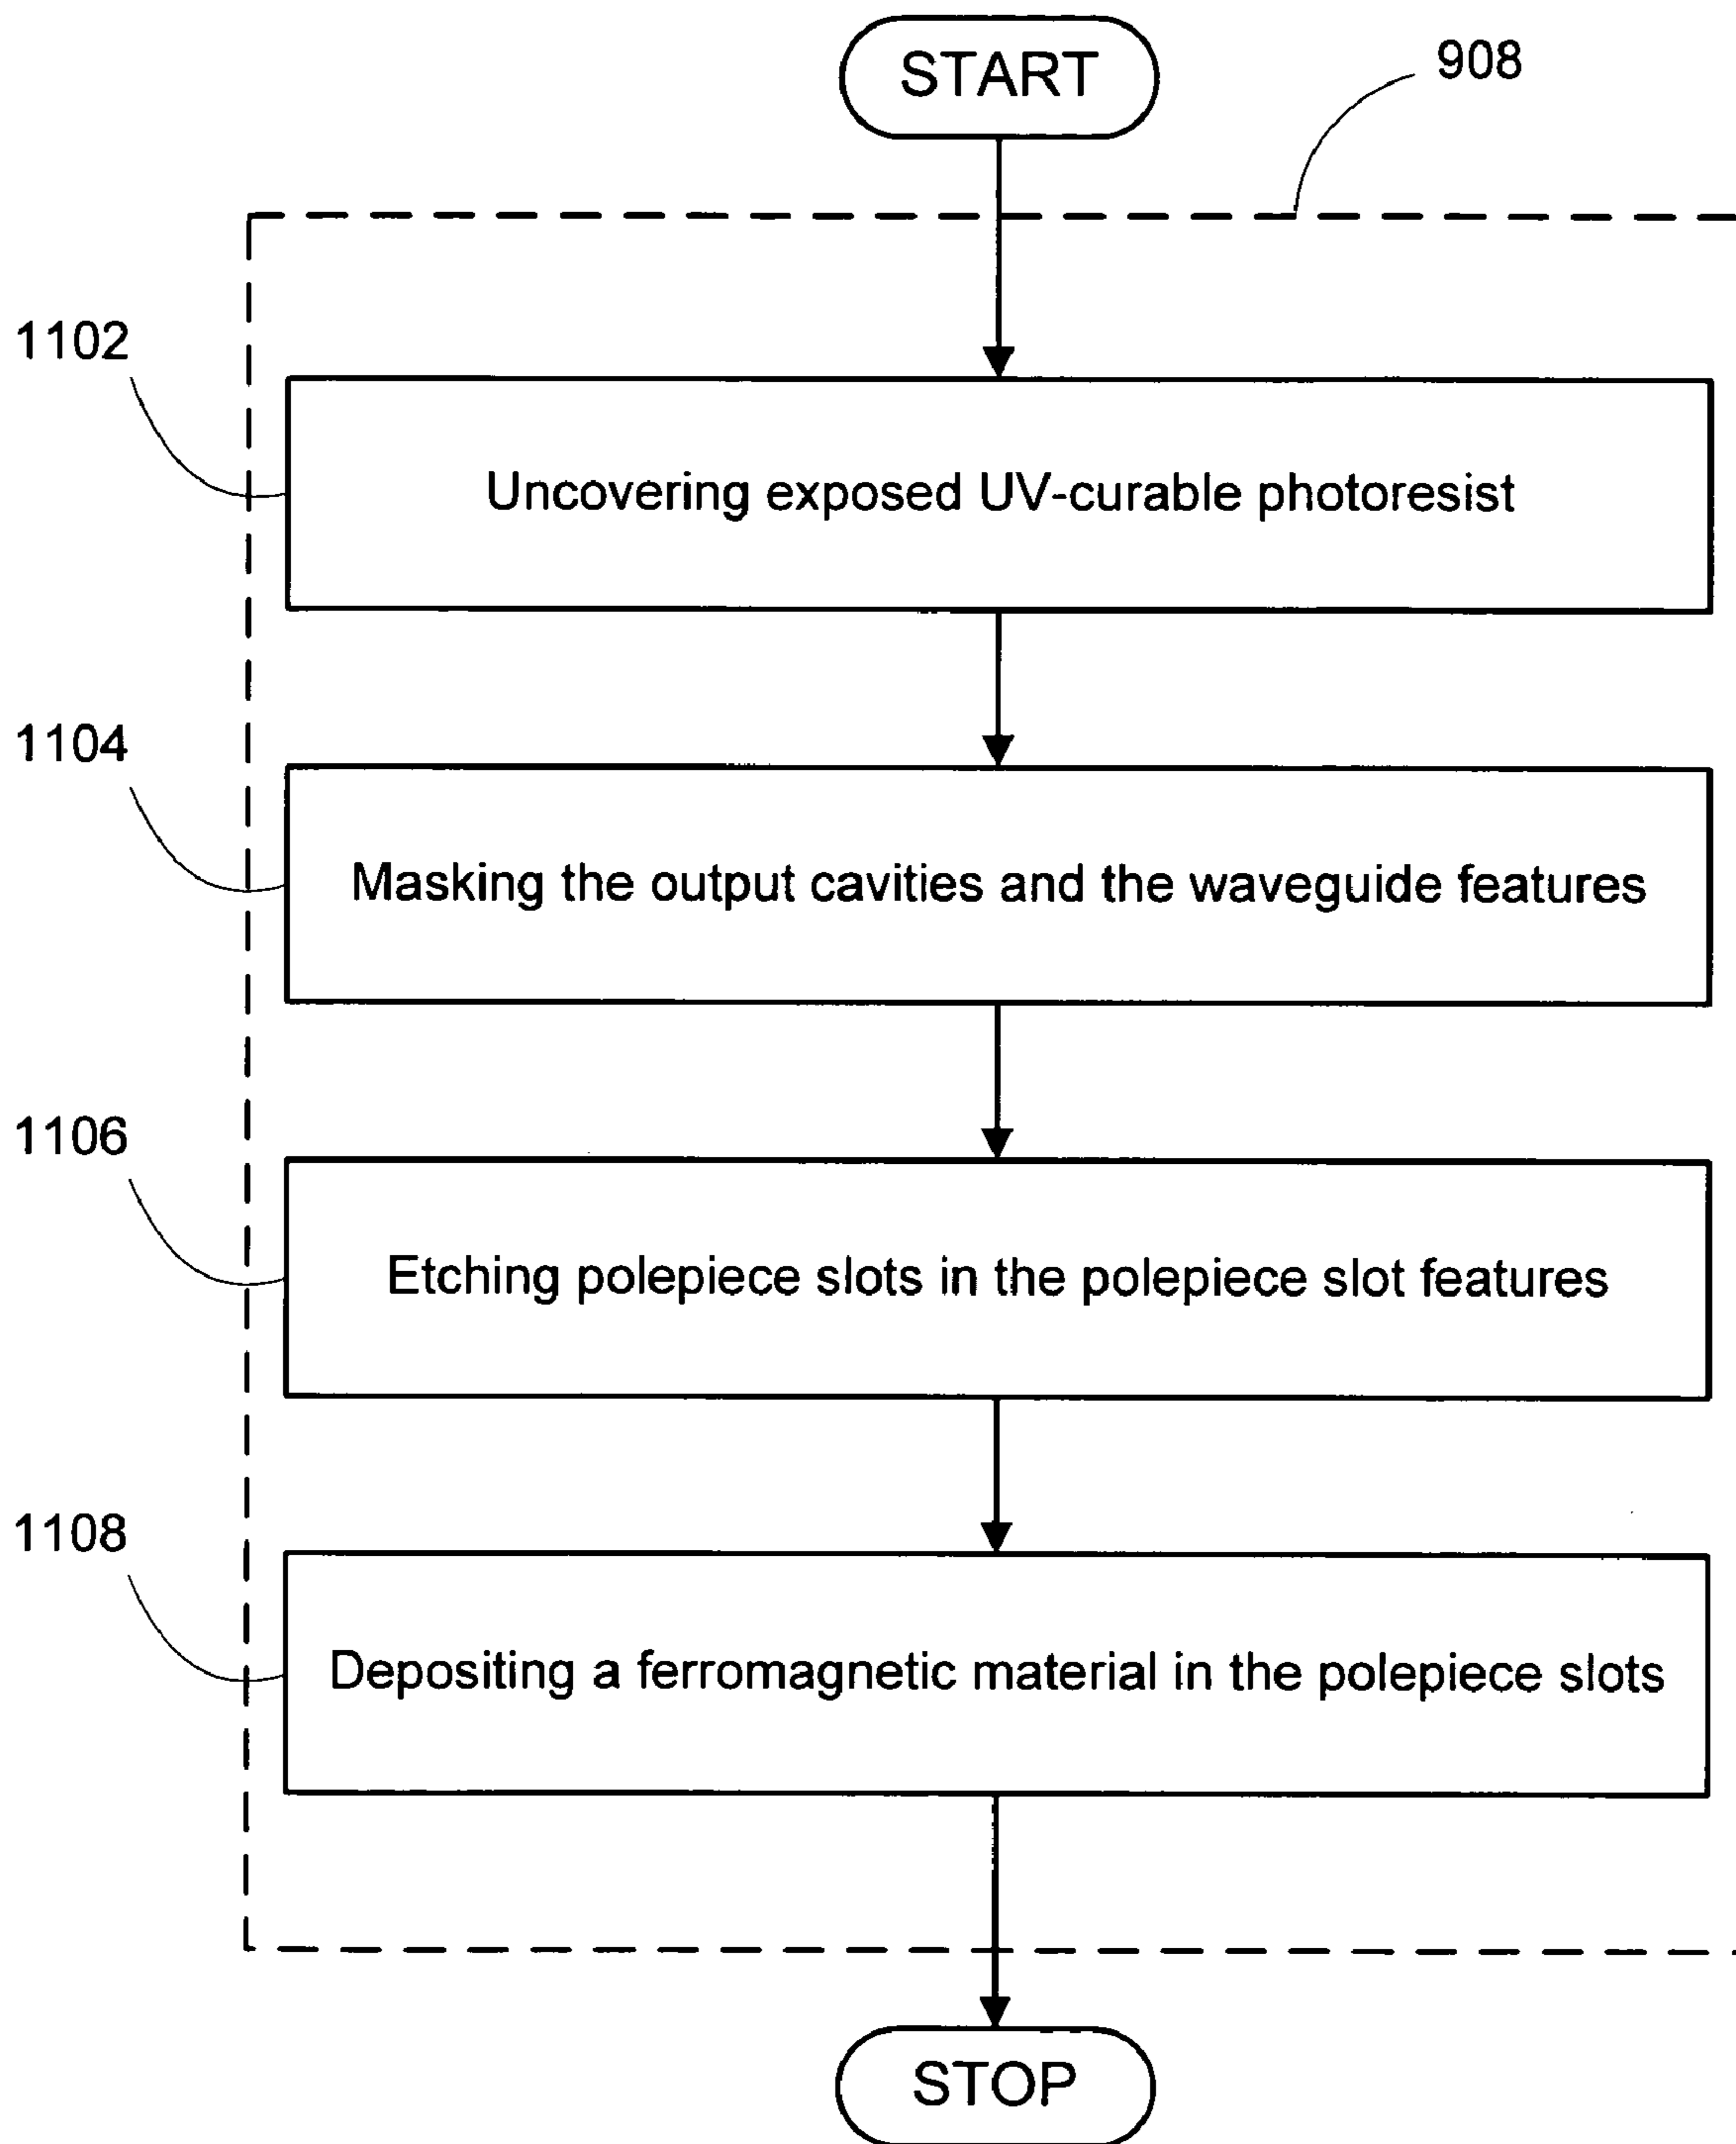 START
908
1102
Uncovering exposed UV-curable photoresist
1104
Masking the output cavities and the waveguide features
1106
Etching polepiece slots in the polepiece slot features
1108
Depositing a ferromagnetic material in the polepiece slots
STOP